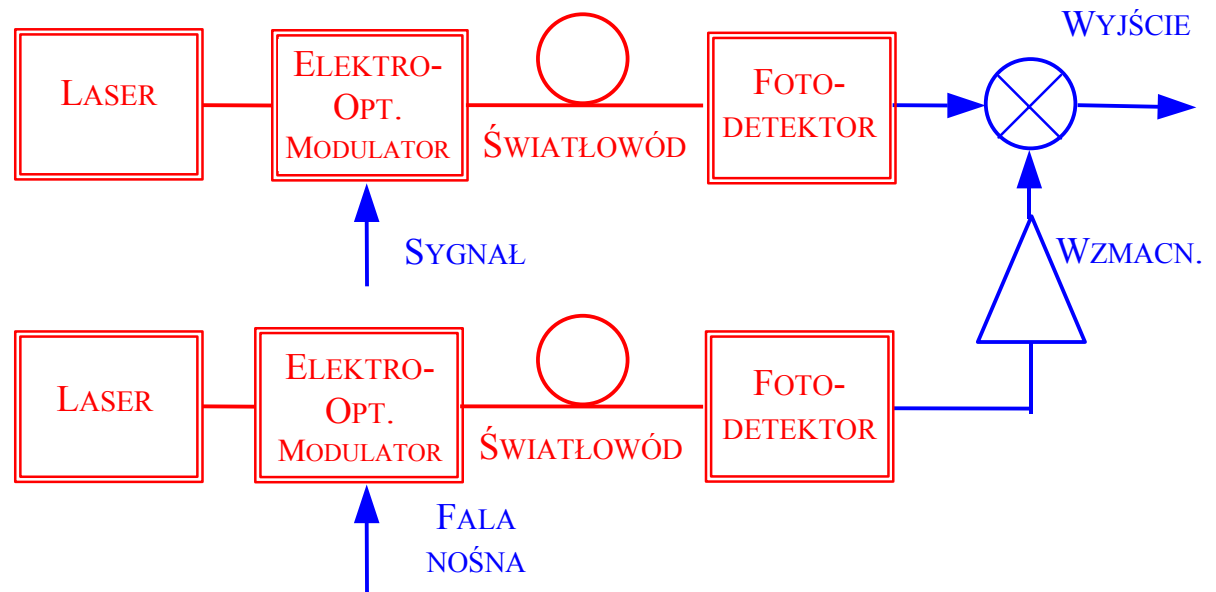 WYJŚCIE
LASER
ELEKTRO-
OPT.
MODULATOR
ŚWIATŁOWÓD
FOTO-
DETEKTOR
SYGNAŁ
WZMACN.
LASER
ELEKTRO-
OPT.
MODULATOR
ŚWIATŁOWÓD
FOTO-
DETEKTOR
FALA
NOŚNA